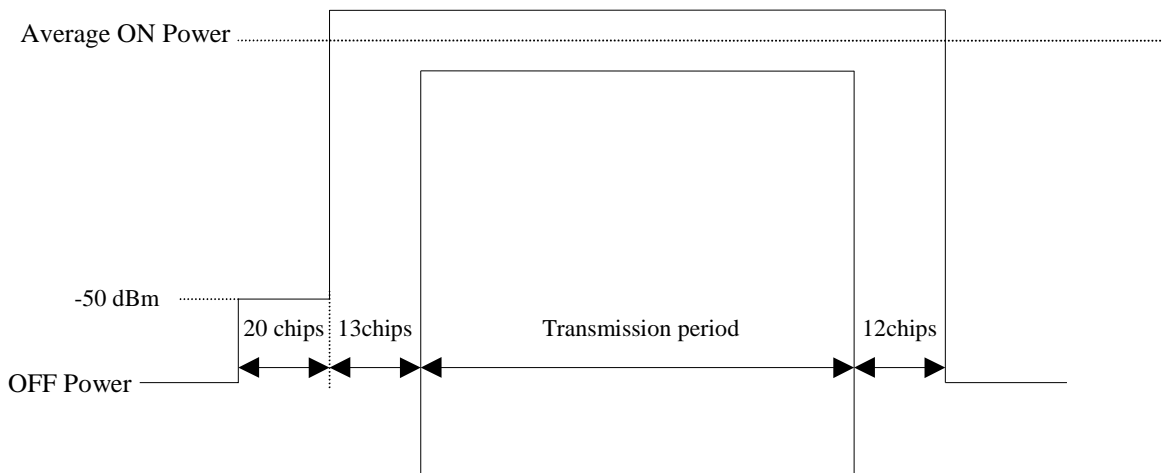 Average ON Power
-50 dBm
20 chips 13chips Transmission period 12chips
OFF Power